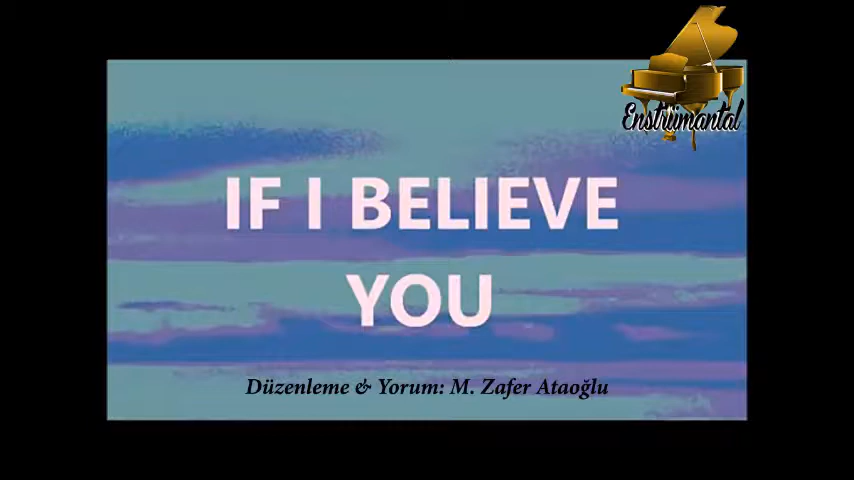 Enstrümantal
IF I BELIEVE
YOU
Düzenleme & Yorum: M. Zafer Ataoğlu